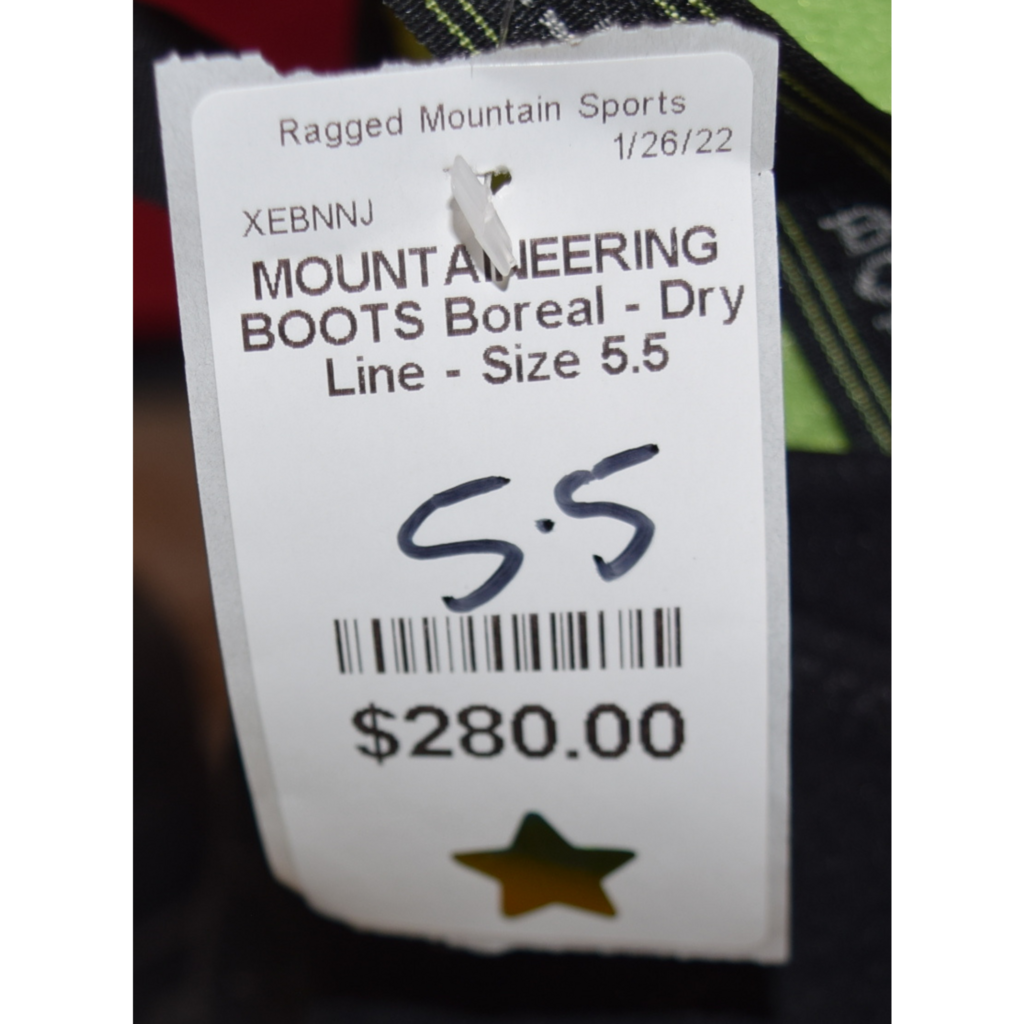 Ragged Mountain Sports
1/26/22
XEBNNJ
MOUNTAINEERING
BOOTS Boreal - Dry
Line - Size 5.5
5.5
$280.00